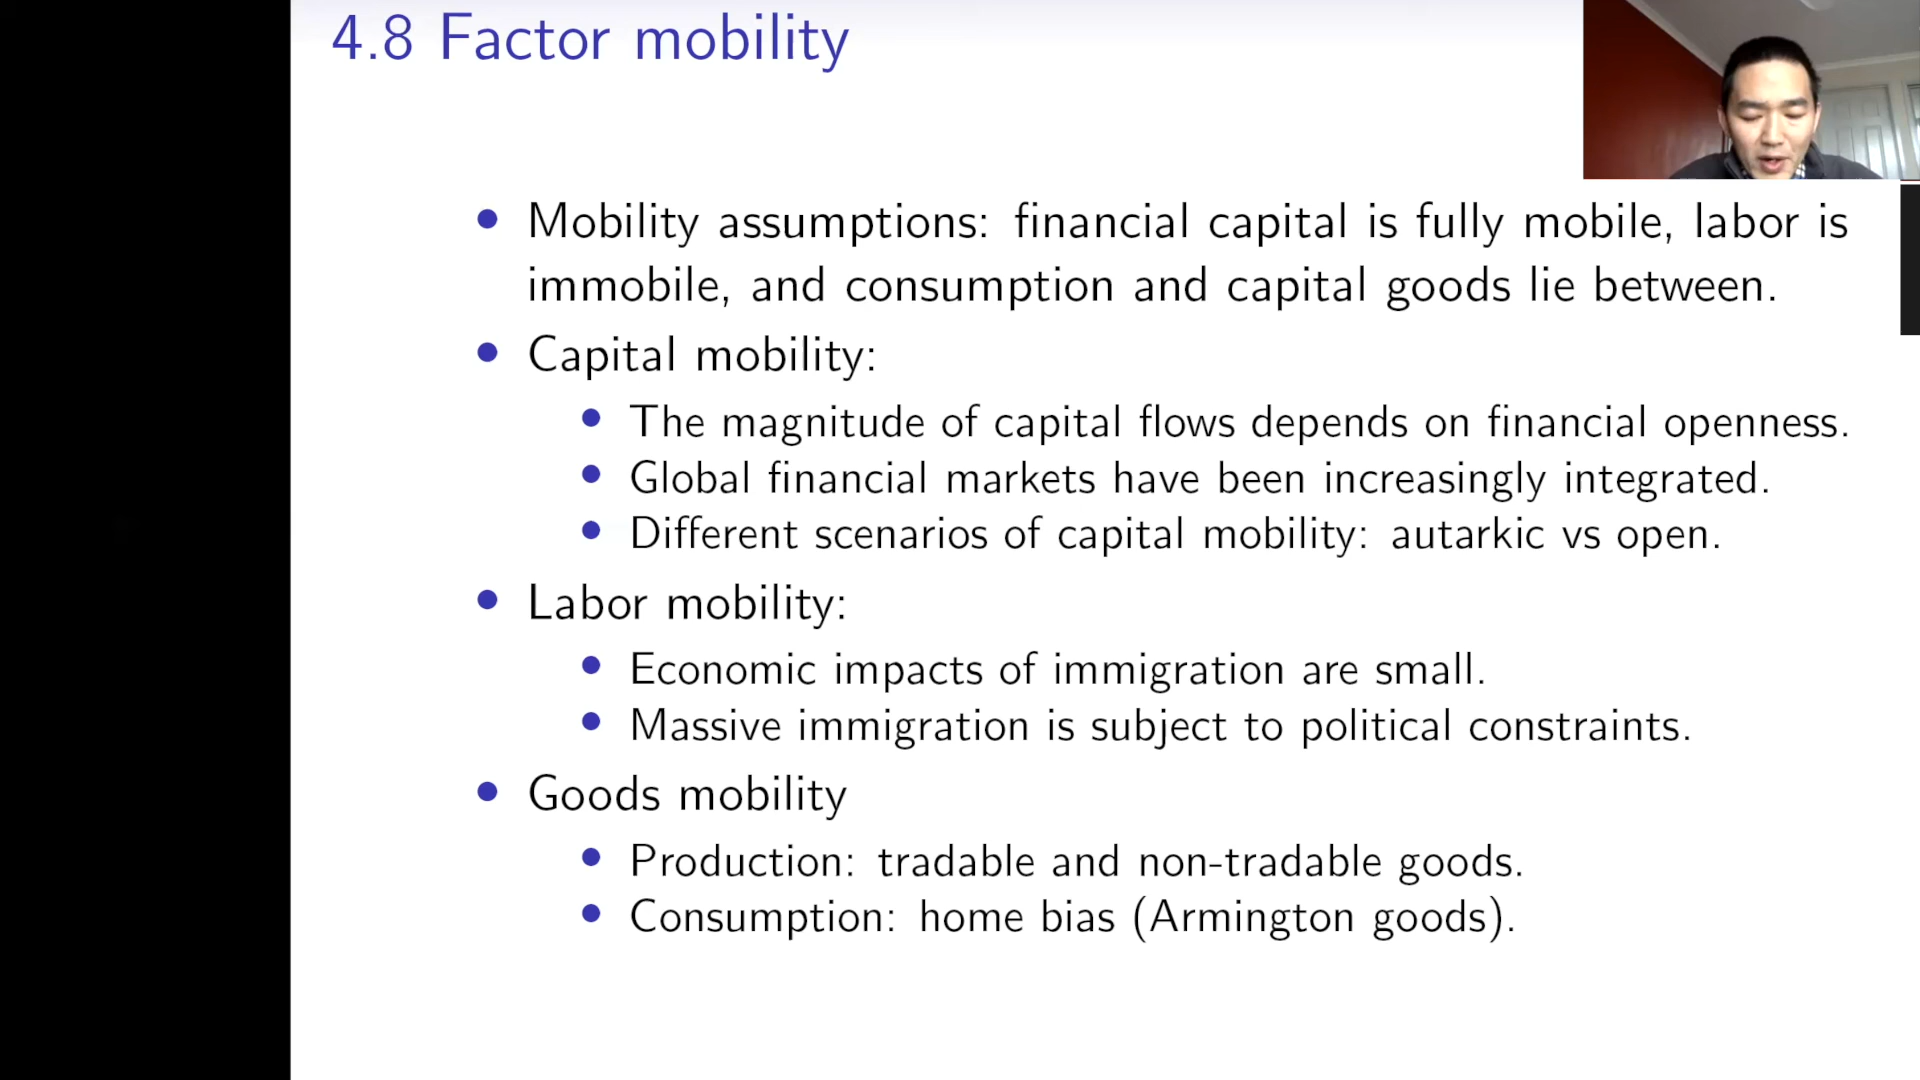 4.8 Factor mobility
Mobility assumptions: financial capital is fully mobile, labor is
immobile, and consumption and capital goods lie between.
Capital mobility:
The magnitude of capital flows depends on financial openness.
Global financial markets have been increasingly integrated.
Different scenarios of capital mobility: autarkic vs open.
Labor mobility:
Economic impacts of immigration are small.
Massive immigration is subject to political constraints.
Goods mobility
Production: tradable and non-tradable goods.
Consumption: home bias (Armington goods).